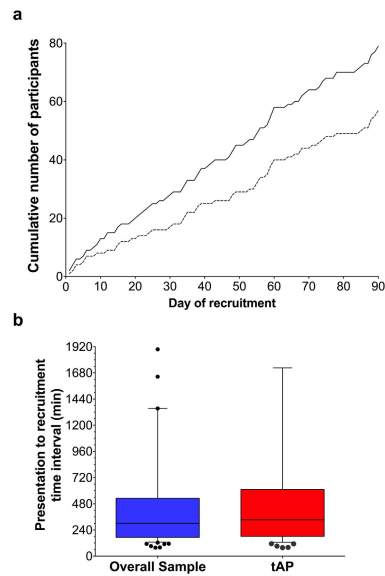 a
Cumulative number of participants
80
60
40
20
0
0 10 20 30 40 50 60 70 80 90
Day of recruitment
b
Presentation to recruitment
time interval (min)
1920
1680
1440
1200
960
720
480
240
0
Overall Sample tAP